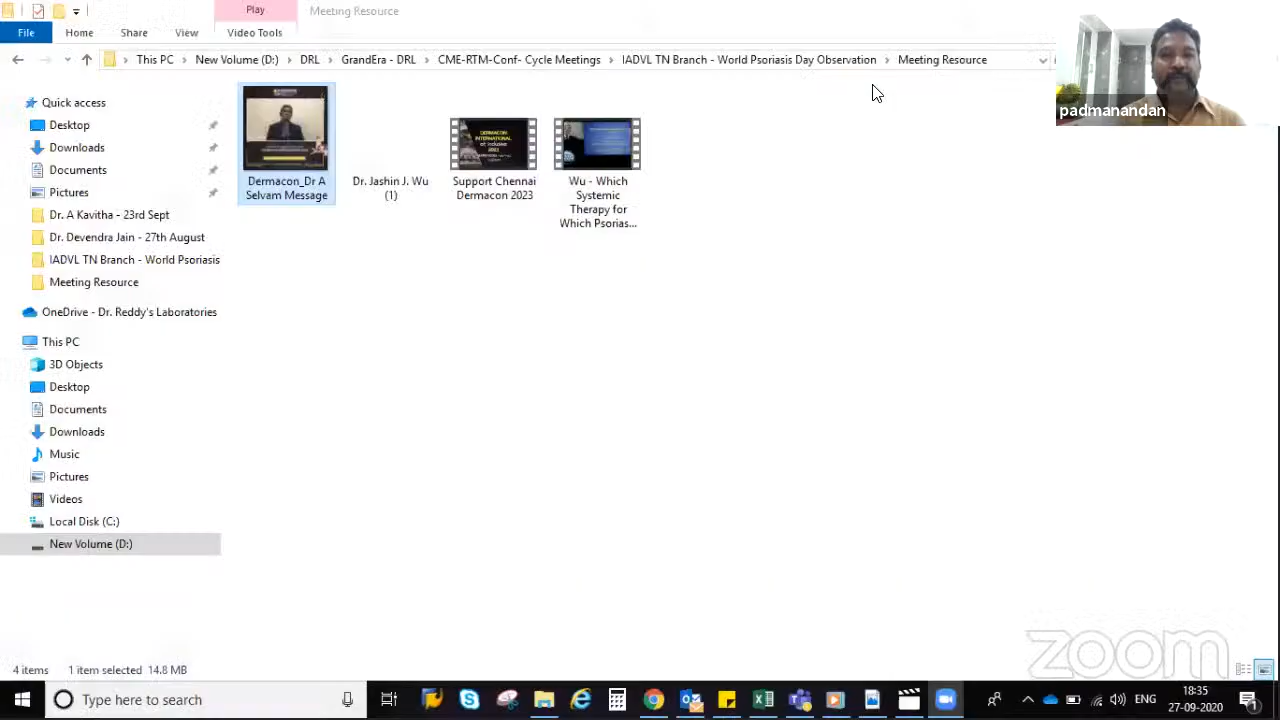 Play
Meeting Resource
File
Home
Share
View
Video Tools
This PC
New Volume (D:)
DRL
GrandEra - DRL
CME-RTM-Conf- Cycle Meetings
IADVL TN Branch - World Psoriasis Day Observation
Meeting Resource
padmanandan
Quick access
Desktop
Downloads
Documents
Pictures
Dr. A Kavitha - 23rd Sept
Dr. Devendra Jain - 27th August
IADVL TN Branch - World Psoriasis
Meeting Resource
OneDrive - Dr. Reddy's Laboratories
This PC
3D Objects
Desktop
Documents
Downloads
Music
Pictures
Videos
Local Disk (C:)
New Volume (D:)
DERMACON
INTERNATIONAL
Dermacon_Dr A
Selvam Message
Dr. Jashin J. Wu
(1)
Support Chennai
Dermacon 2023
Wu - Which
Systemic
Therapy for
Which Psorias...
zoom
4 items
1 item selected 14.8 MB
Type here to search
ENG
18:35
27-09-2020